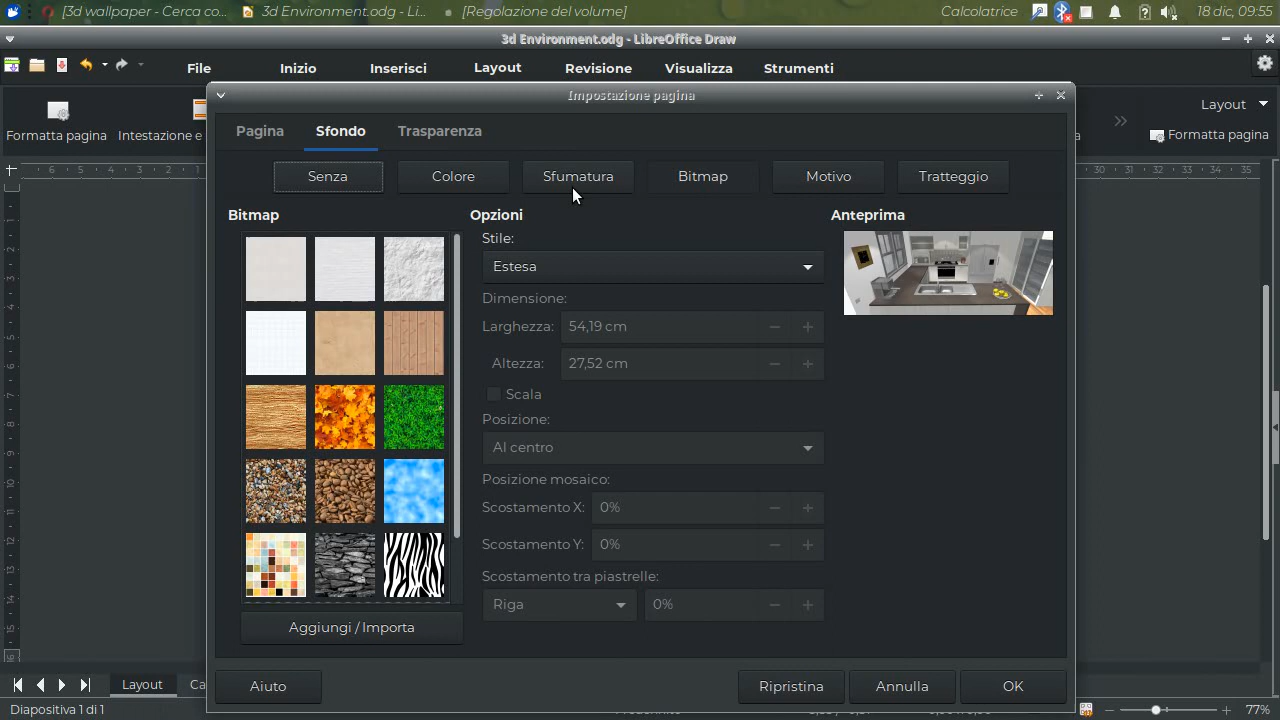 [3d wallpaper - Cerca co...
3d Environment.odg - Li...
[Regolazione del volume]
Calcolatrice
18 dic, 09:55
3d Environment.odg - LibreOffice Draw
File
Inizio
Inserisci
Layout
Revisione
Visualizza
Strumenti
Impostazione pagina
Formatta pagina
Intestazione e
Layout
Formatta pagina
Pagina
Sfondo
Trasparenza
Senza
Colore
Sfumatura
Bitmap
Motivo
Tratteggio
Bitmap
Opzioni
Anteprima
Stile:
Estesa
Dimensione:
Larghezza:
54,19 cm
Altezza:
27,52 cm
Scala
Posizione:
Al centro
Posizione mosaico:
Scostamento X:
0%
Scostamento Y:
0%
Scostamento tra piastrelle:
Riga
0%
Aggiungi / Importa
Aiuto
Ripristina
Annulla
OK
Layout
Ca
Diapositiva 1 di 1
77%